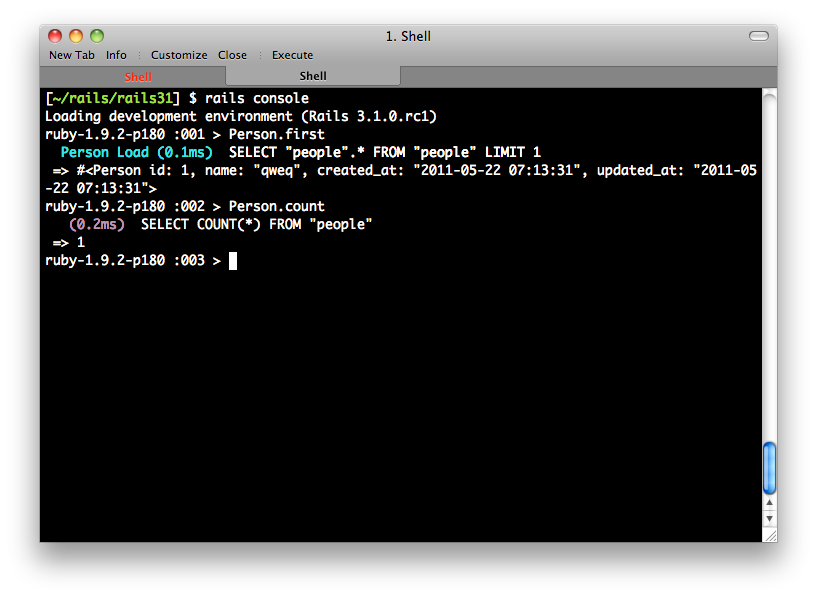 1. Shell
New Tab Info Customize Close Execute
Shell Shell
[~/rails/rails31] $ rails console
Loading development environment (Rails 3.1.0.rc1)
ruby-1.9.2-p180 :001 > Person.first
  Person Load (0.1ms)  SELECT "people".* FROM "people" LIMIT 1
 => #<Person id: 1, name: "qweq", created_at: "2011-05-22 07:13:31", updated_at: "2011-05
-22 07:13:31">
ruby-1.9.2-p180 :002 > Person.count
   (0.2ms)  SELECT COUNT(*) FROM "people"
 => 1
ruby-1.9.2-p180 :003 >